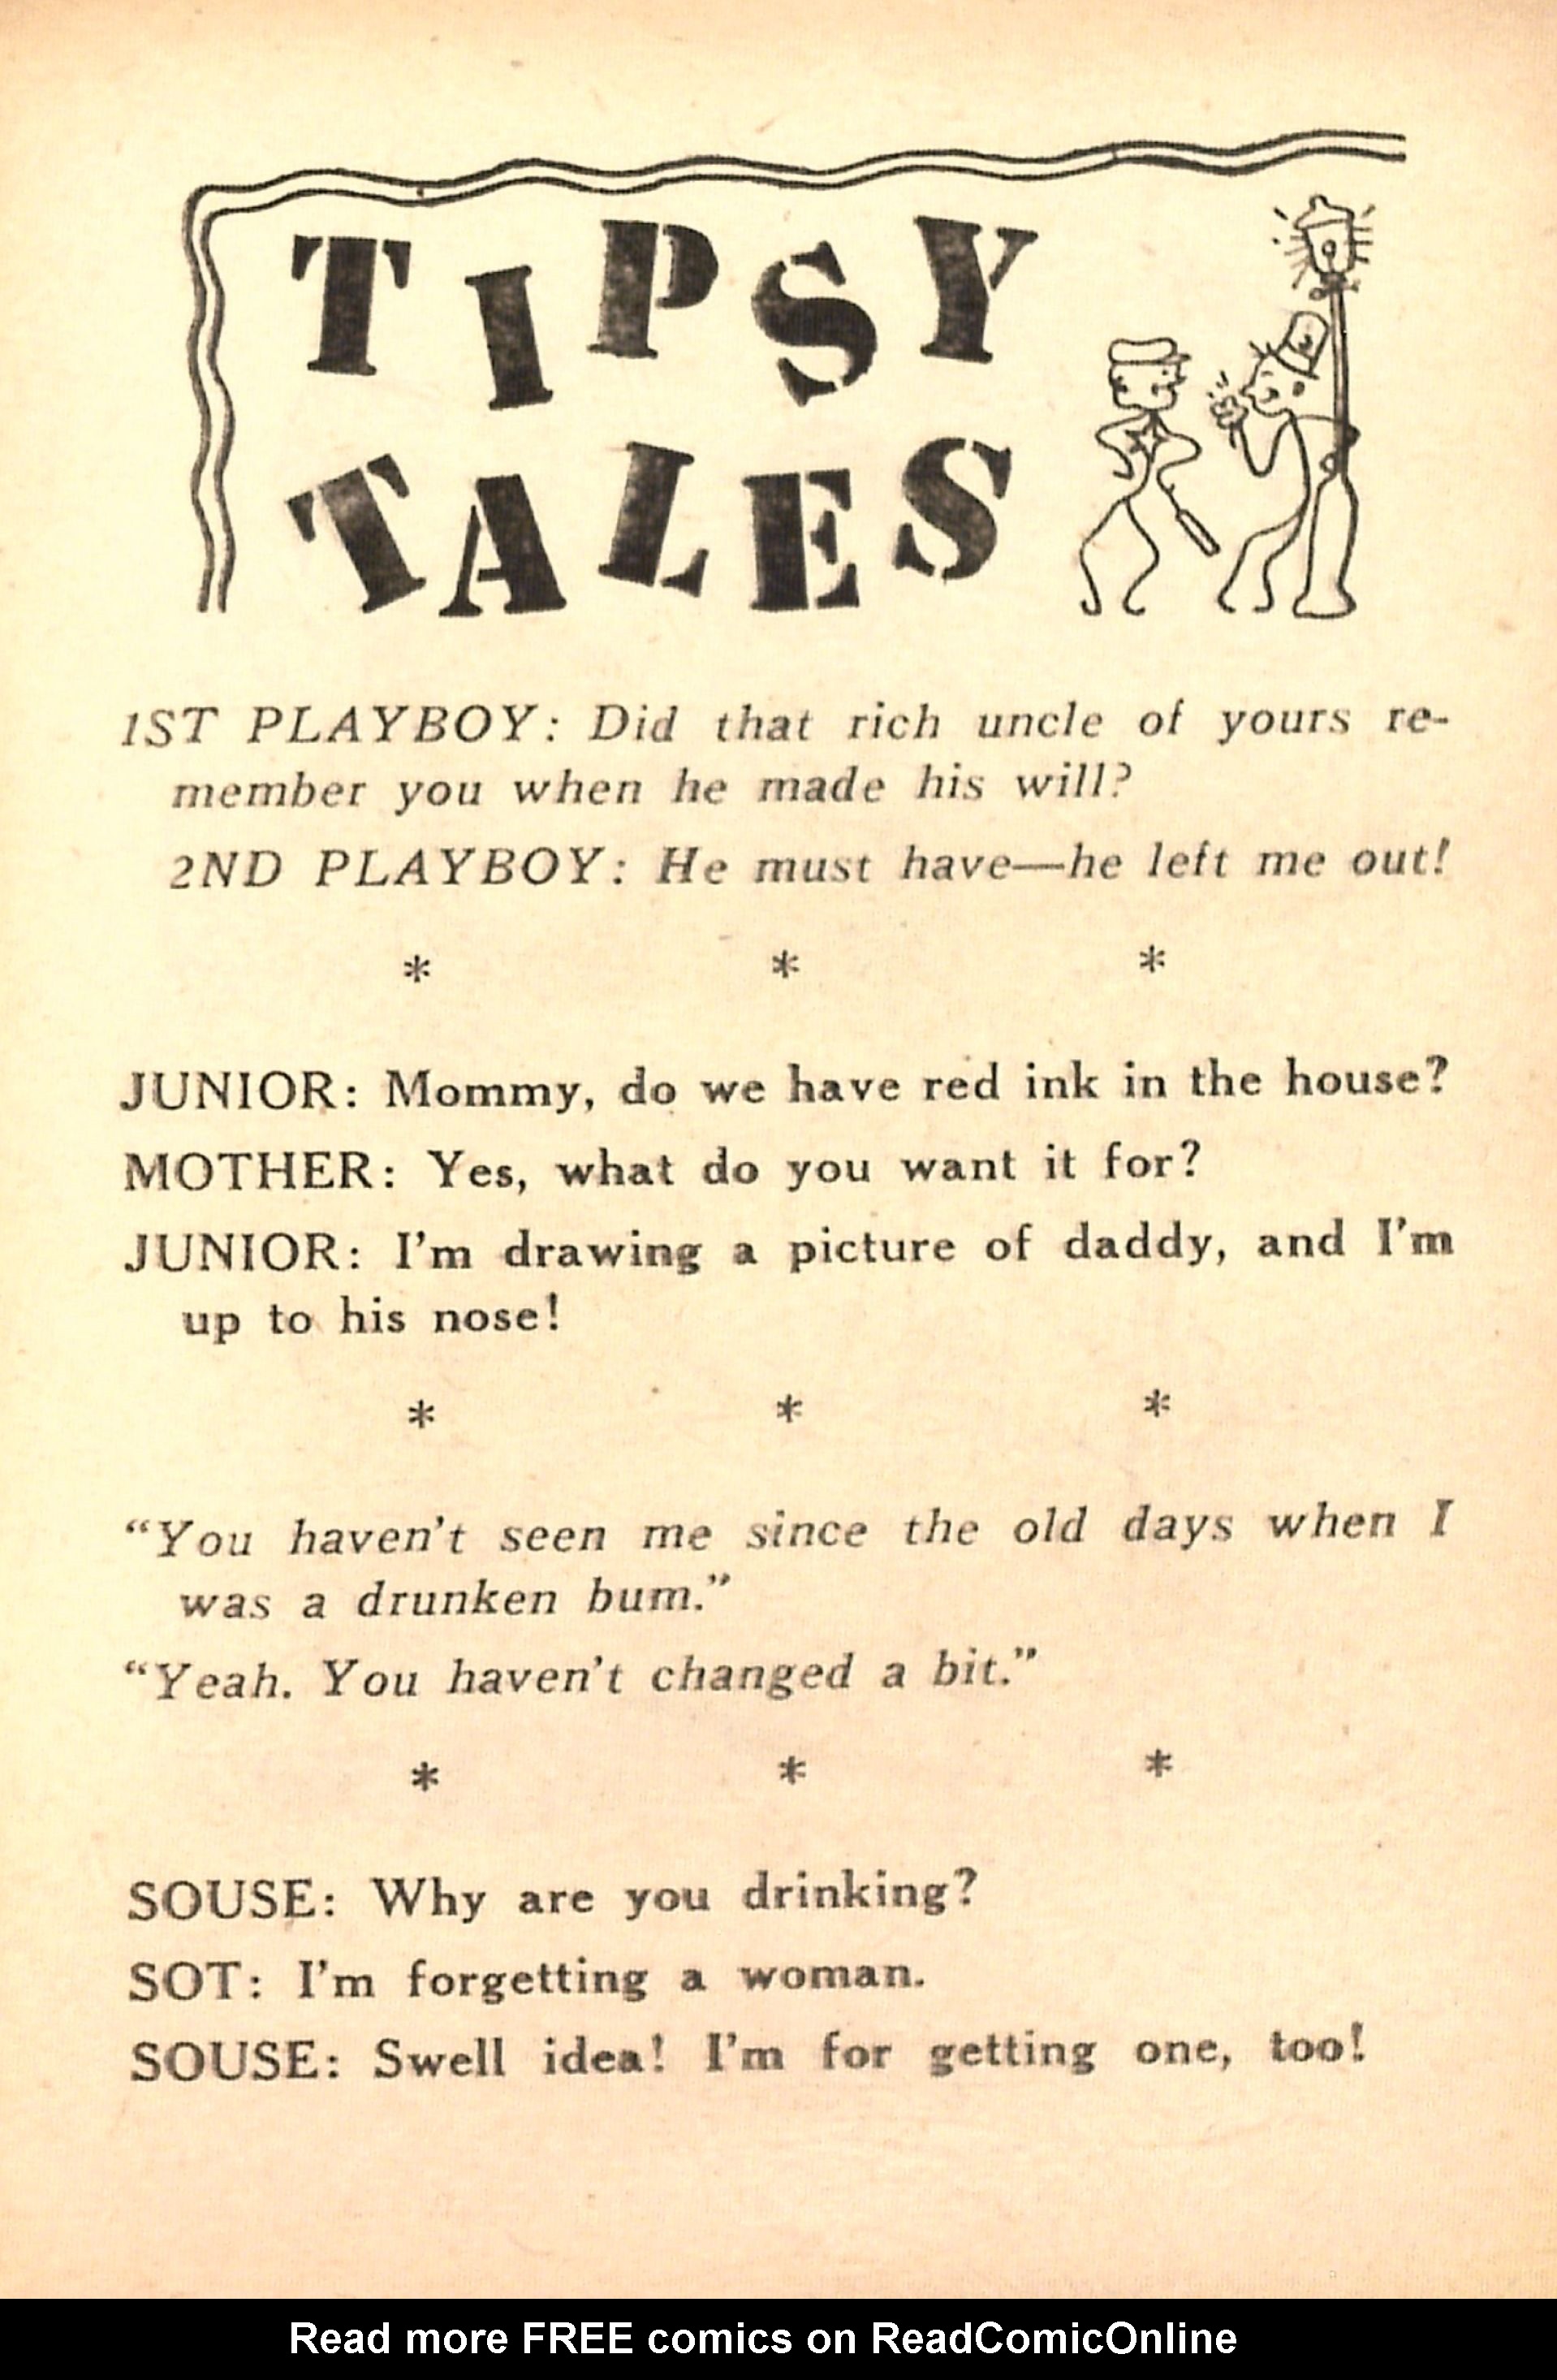 TIPSY
TALES
1ST PLAYBOY: Did that rich uncle of yours re-
member you when he made his will?
2ND PLAYBOY: He must have—he left me out!
* * *
JUNIOR: Mommy, do we have red ink in the house?
MOTHER: Yes, what do you want it for?
JUNIOR: I'm drawing a picture of daddy, and I'm
up to his nose!
* * *
“You haven't seen me since the old days when I
was a drunken bum.”
“Yeah. You haven't changed a bit.”
* * *
SOUSE: Why are you drinking?
SOT: I'm forgetting a woman.
SOUSE: Swell idea! I'm for getting one, too!
Read more FREE comics on ReadComicOnline